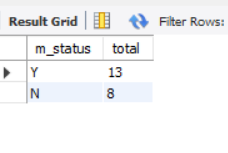 Result Grid Filter Rows:
m_status total
Y 13
N 8